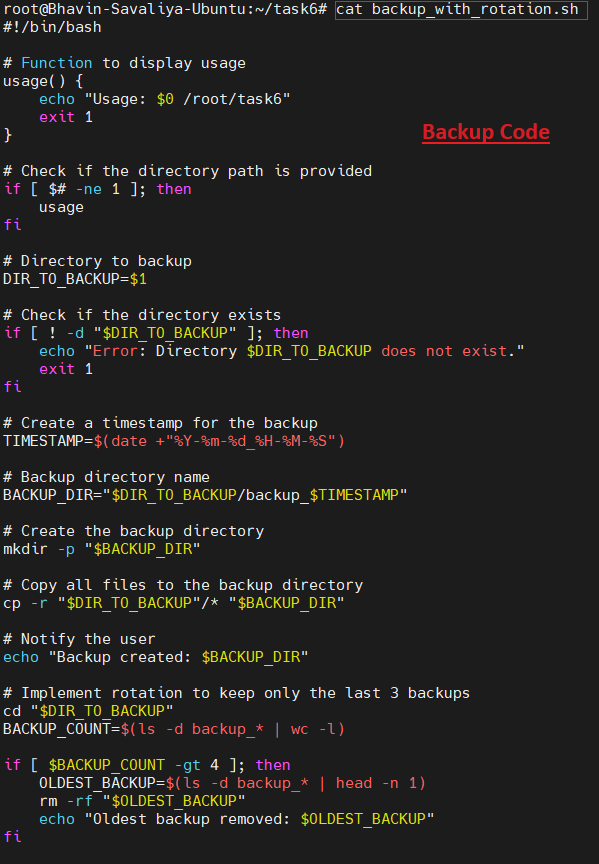 root@Bhavin-Savaliya-Ubuntu:~/task6# cat backup_with_rotation.sh
#!/bin/bash

# Function to display usage
usage() {
    echo "Usage: $0 /root/task6"
    exit 1
}
Backup Code

# Check if the directory path is provided
if [ $# -ne 1 ]; then
    usage
fi

# Directory to backup
DIR_TO_BACKUP=$1

# Check if the directory exists
if [ ! -d "$DIR_TO_BACKUP" ]; then
    echo "Error: Directory $DIR_TO_BACKUP does not exist."
    exit 1
fi

# Create a timestamp for the backup
TIMESTAMP=$(date +"%Y-%m-%d_%H-%M-%S")

# Backup directory name
BACKUP_DIR="$DIR_TO_BACKUP/backup_$TIMESTAMP"

# Create the backup directory
mkdir -p "$BACKUP_DIR"

# Copy all files to the backup directory
cp -r "$DIR_TO_BACKUP"/* "$BACKUP_DIR"

# Notify the user
echo "Backup created: $BACKUP_DIR"

# Implement rotation to keep only the last 3 backups
cd "$DIR_TO_BACKUP"
BACKUP_COUNT=$(ls -d backup_* | wc -l)

if [ $BACKUP_COUNT -gt 4 ]; then
    OLDEST_BACKUP=$(ls -d backup_* | head -n 1)
    rm -rf "$OLDEST_BACKUP"
    echo "Oldest backup removed: $OLDEST_BACKUP"
fi